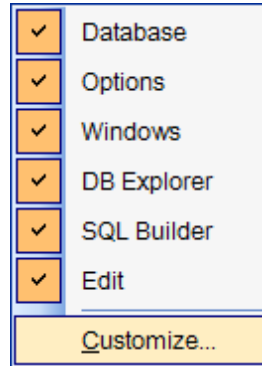 Database
Options
Windows
DB Explorer
SQL Builder
Edit
Customize...